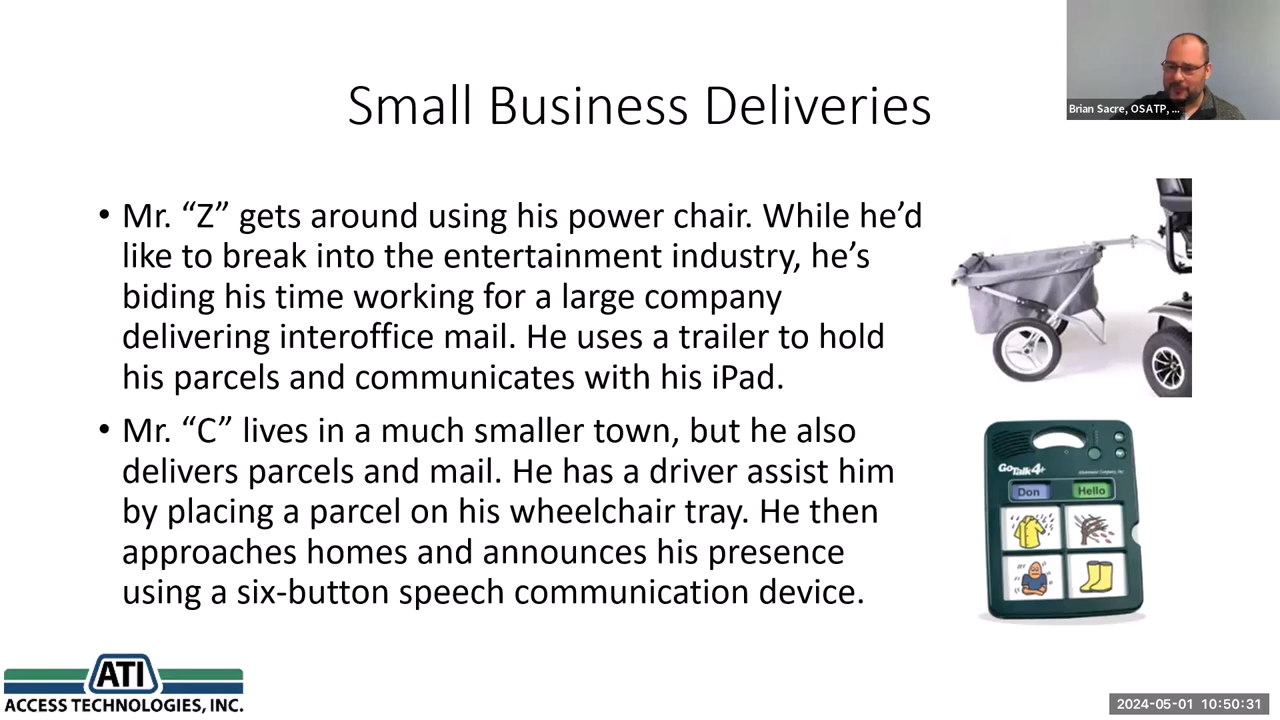 Small Business Deliveries
Brian Sacre, OSATP, ...
• Mr. “Z” gets around using his power chair. While he’d
like to break into the entertainment industry, he’s
biding his time working for a large company
delivering interoffice mail. He uses a trailer to hold
his parcels and communicates with his iPad.
• Mr. “C” lives in a much smaller town, but he also
delivers parcels and mail. He has a driver assist him
by placing a parcel on his wheelchair tray. He then
approaches homes and announces his presence
using a six-button speech communication device.
GoTalk4+
Don
Hello
ATI
ACCESS TECHNOLOGIES, INC.
2024-05-01 10:50:31